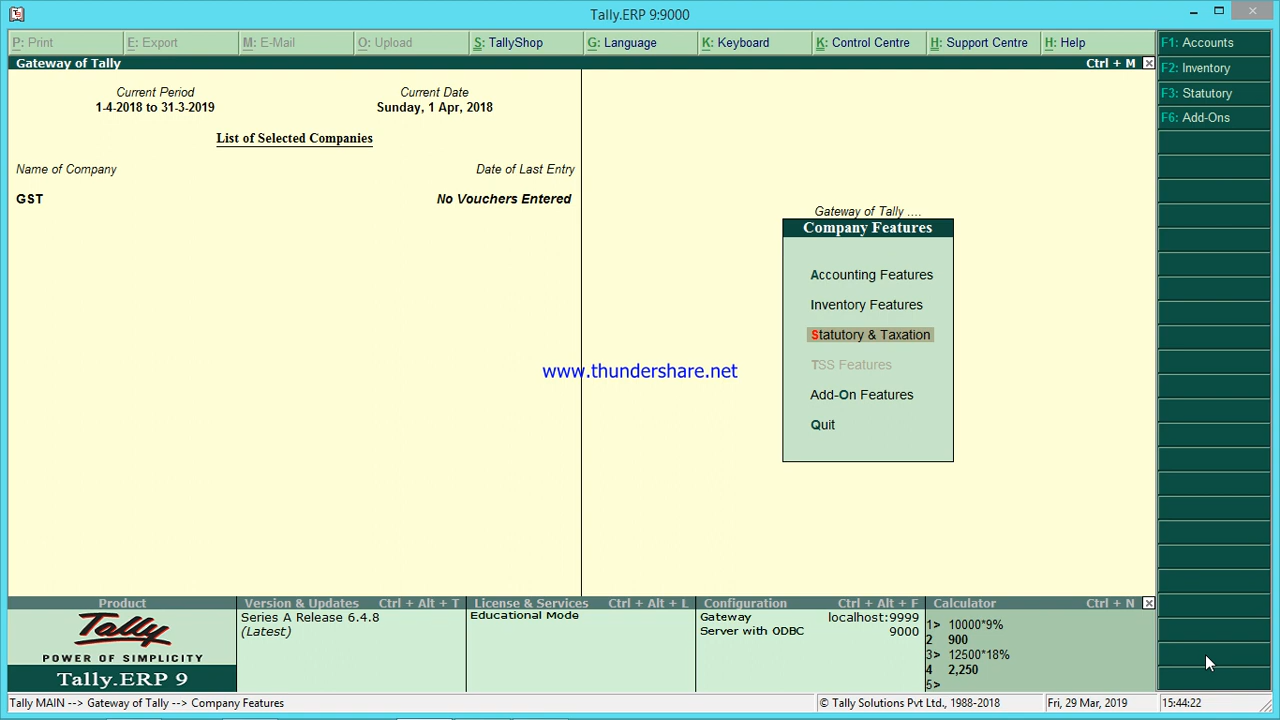 Tally.ERP 9:9000
P: Print
E: Export
M: E-Mail
O: Upload
S: TallyShop
G: Language
K: Keyboard
K: Control Centre
H: Support Centre
H: Help
F1: Accounts
F2: Inventory
F3: Statutory
F6: Add-Ons
Gateway of Tally
Ctrl + M
Current Period
1-4-2018 to 31-3-2019
Current Date
Sunday, 1 Apr, 2018
List of Selected Companies
Name of Company
Date of Last Entry
GST
No Vouchers Entered
Gateway of Tally ....
Company Features
Accounting Features
Inventory Features
Statutory & Taxation
TSS Features
Add-On Features
Quit
www.thundershare.net
Product
Tally
POWER OF SIMPLICITY
Tally.ERP 9
Version & Updates Ctrl + Alt + T
Series A Release 6.4.8
(Latest)
License & Services Ctrl + Alt + L
Educational Mode
Configuration Ctrl + Alt + F
Gateway localhost:9999
Server with ODBC 9000
Calculator Ctrl + N
1> 10000*9%
2 900
3> 12500*18%
4 2,250
5>
Tally MAIN --> Gateway of Tally --> Company Features
© Tally Solutions Pvt Ltd., 1988-2018
Fri, 29 Mar, 2019
15:44:22